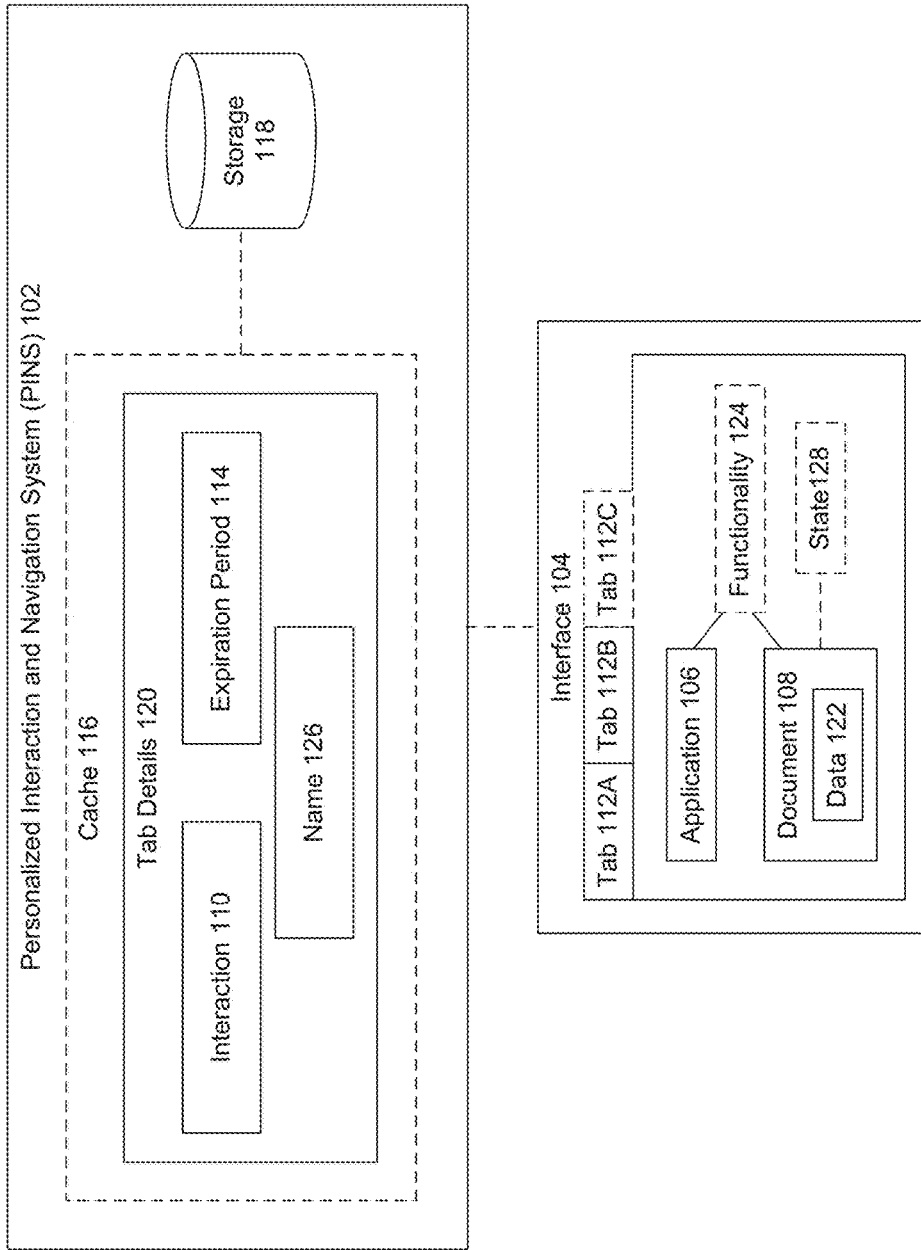 Personalized Interaction and Navigation System (PINS) 102
Cache 116
Tab Details 120
Interaction 110
Expiration Period 114
Name 126
Storage
118
Interface 104
Tab 112A
Tab 112B
Tab 112C
Application 106
Functionality 124
Document 108
Data 122
State128